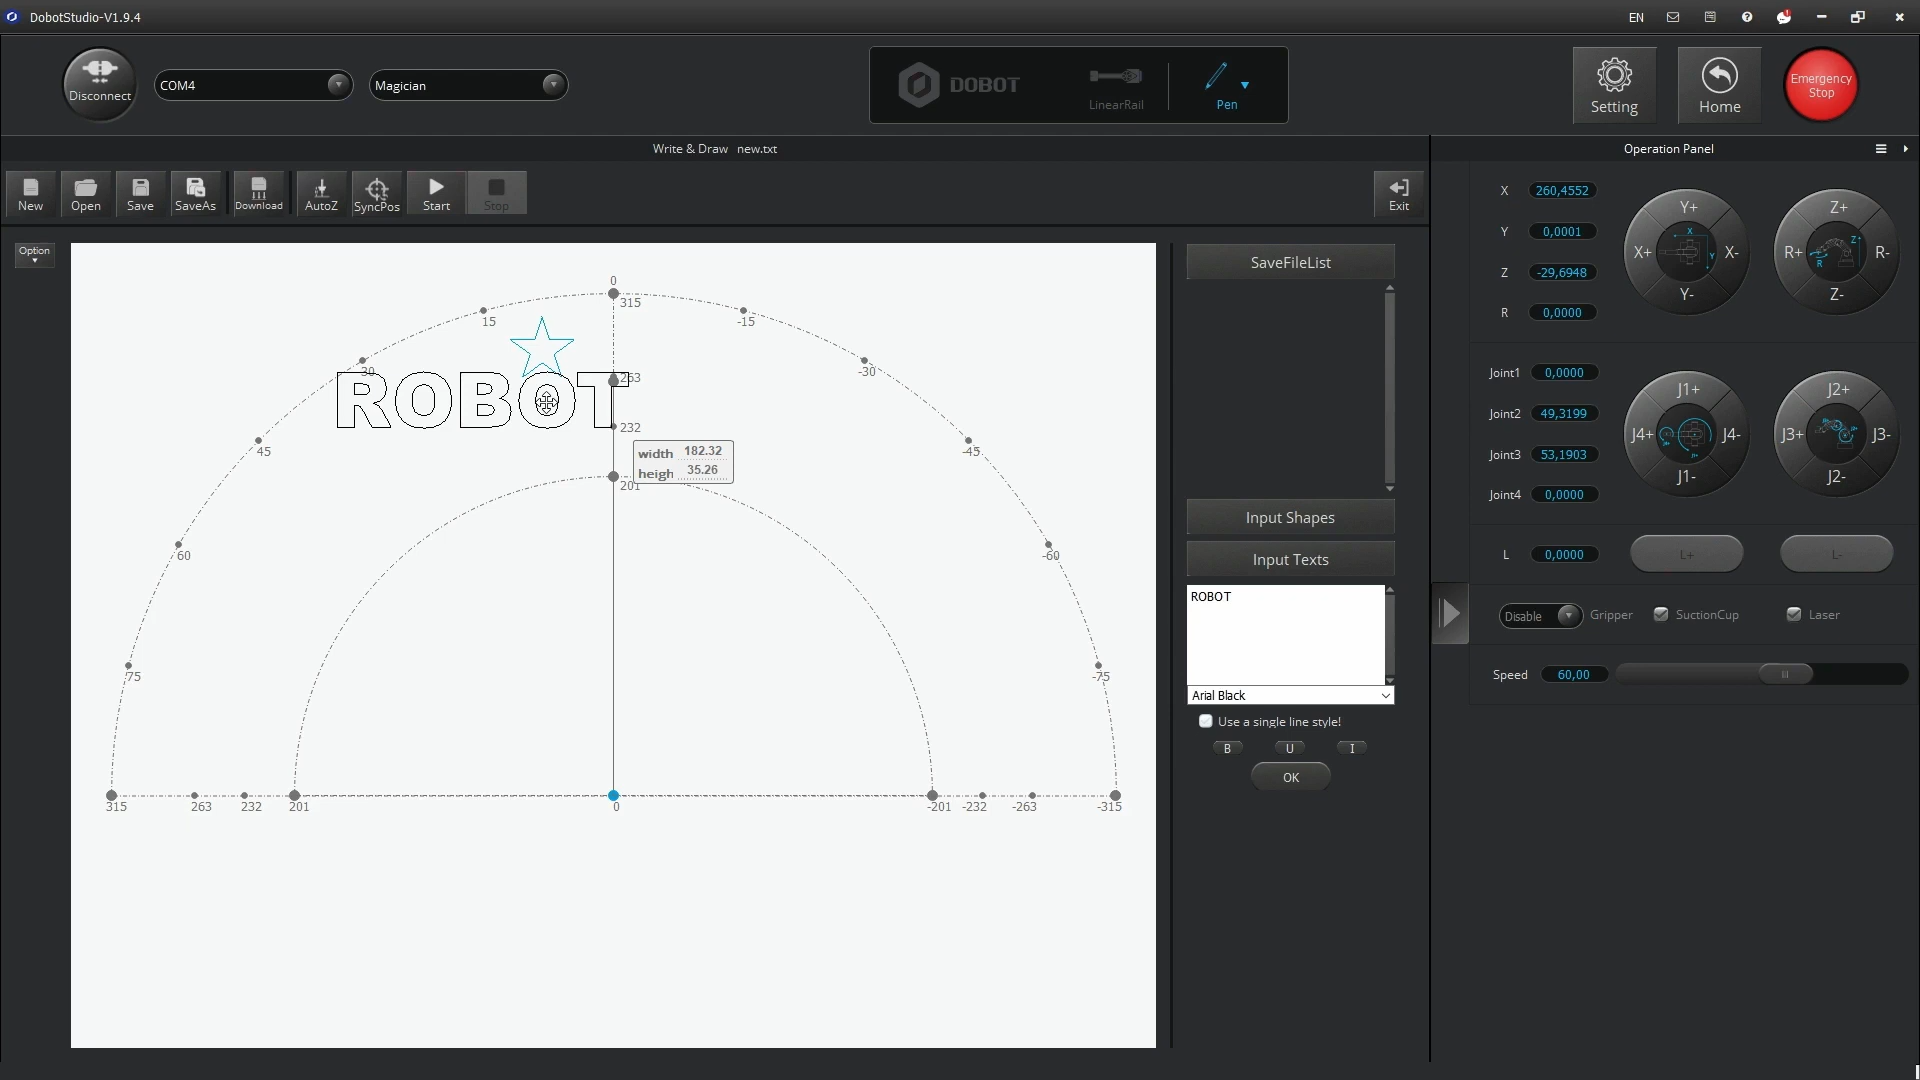 DobotStudio-V1.9.4
EN
Disconnect
COM4
Magician
DOBOT
LinearRail
Pen
Setting
Home
Emergency
Stop
Write & Draw new.txt
Operation Panel
New
Open
Save
SaveAs
Download
AutoZ
SyncPos
Start
Stop
Exit
Option
0
315
15
-15
30
-30
263
ROBOT
232
45
-45
width 182.32
heigh 35.26
201
60
-60
75
-75
315 263 232 201 0 -201 -232 -263 -315
SaveFileList
Input Shapes
Input Texts
ROBOT
Arial Black
Use a single line style!
B U I
OK
X 260,4552
Y 0,0001
Z -29,6948
R 0,0000
Y+
X+ X-
X
Y
Y-
Z+
R+ R-
Z+
R
Z-
Joint1 0,0000
Joint2 49,3199
Joint3 53,1903
Joint4 0,0000
J1+
J4+ J4-
J1-
J2+
J3+ J3-
J2-
L 0,0000
L+
L-
Disable Gripper SuctionCup Laser
Speed 60,00